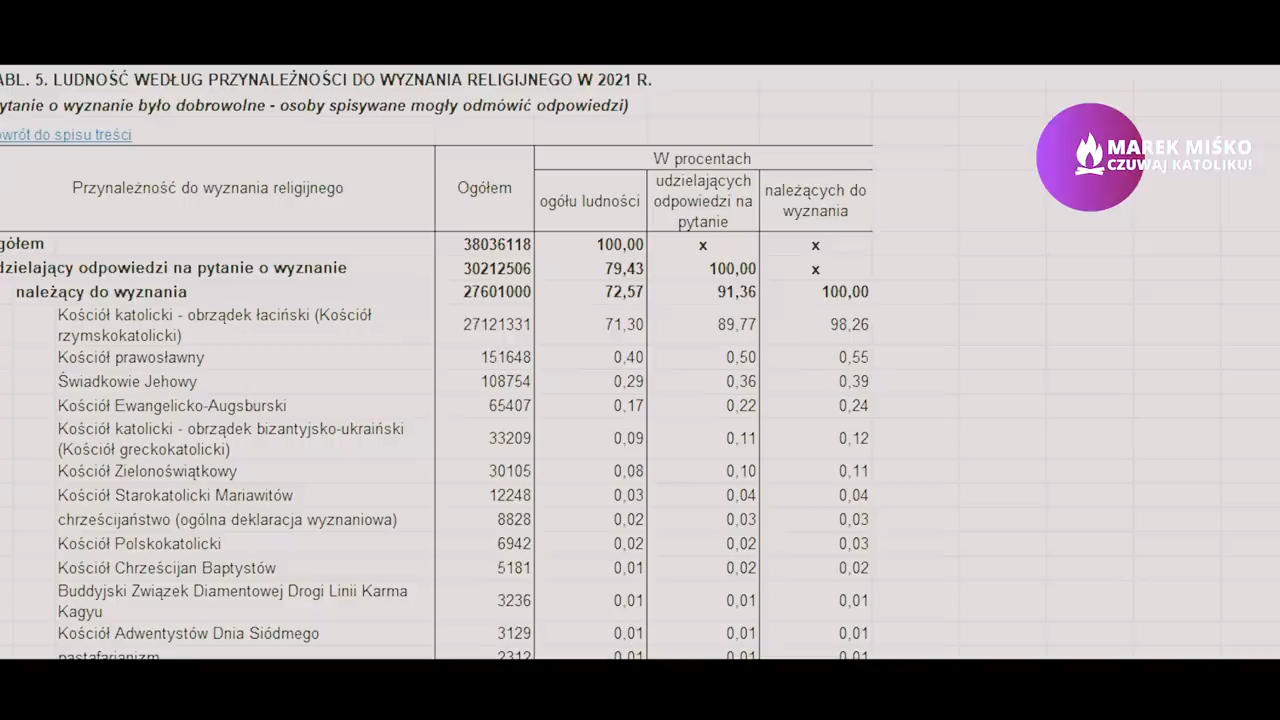 ABL. 5. LUDNOŚĆ WEDŁUG PRZYNALEŻNOŚCI DO WYZNANIA RELIGIJNEGO W 2021 R.
ytanie o wyznanie było dobrowolne - osoby spisywane mogły odmówić odpowiedzi)
owrót do spisu treści
MAREK MIŚKO
CZUWAJ KATOLIKU!
Przynależność do wyznania religijnego
Ogółem
W procentach
ogółu ludności
udzielających
odpowiedzi na
pytanie
należących do
wyznania
gółem 38036118 100,00 x x
dzielający odpowiedzi na pytanie o wyznanie 30212506 79,43 100,00 x
należący do wyznania 27601000 72,57 91,36 100,00
Kościół katolicki - obrządek łaciński (Kościół
rzymskokatolicki) 27121331 71,30 89,77 98,26
Kościół prawosławny 151648 0,40 0,50 0,55
Świadkowie Jehowy 108754 0,29 0,36 0,39
Kościół Ewangelicko-Augsburski 65407 0,17 0,22 0,24
Kościół katolicki - obrządek bizantyjsko-ukraiński
(Kościół greckokatolicki) 33209 0,09 0,11 0,12
Kościół Zielonoświątkowy 30105 0,08 0,10 0,11
Kościół Starokatolicki Mariawitów 12248 0,03 0,04 0,04
chrześcijaństwo (ogólna deklaracja wyznaniowa) 8828 0,02 0,03 0,03
Kościół Polskokatolicki 6942 0,02 0,02 0,03
Kościół Chrześcijan Baptystów 5181 0,01 0,02 0,02
Buddyjski Związek Diamentowej Drogi Linii Karma
Kagyu 3236 0,01 0,01 0,01
Kościół Adwentystów Dnia Siódmego 3129 0,01 0,01 0,01
pastafarianizm 2312 0,01 0,01 0,01